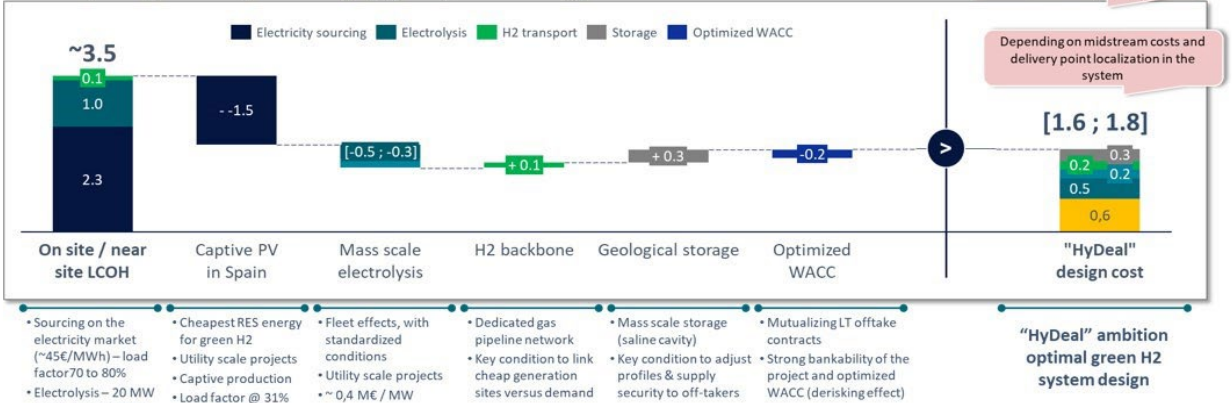 Electricity sourcing
Electrolysis
H2 transport
Storage
Optimized WACC
Depending on midstream costs and
delivery point localization in the
system
~3.5
0.1
1.0
2.3
- -1.5
[-0.5 ; -0.3]
+ 0.1
+ 0.3
-0.2
>
[1.6 ; 1.8]
0.3
0.2
0.2
0.5
0,6
On site / near
site LCOH
Captive PV
in Spain
Mass scale
electrolysis
H2 backbone
Geological storage
Optimized
WACC
"HyDeal"
design cost
• Sourcing on the
electricity market
(~45€/MWh) – load
factor70 to 80%
• Electrolysis – 20 MW
• Cheapest RES energy
for green H2
• Utility scale projects
• Captive production
• Load factor @ 31%
• Fleet effects, with
standardized
conditions
• Utility scale projects
• ~ 0,4 M€ / MW
• Dedicated gas
pipeline network
• Key condition to link
cheap generation
sites versus demand
• Mass scale storage
(saline cavity)
• Key condition to adjust
profiles & supply
security to off-takers
• Mutualizing LT offtake
contracts
• Strong bankability of the
project and optimized
WACC (derisking effect)
“HyDeal” ambition
optimal green H2
system design